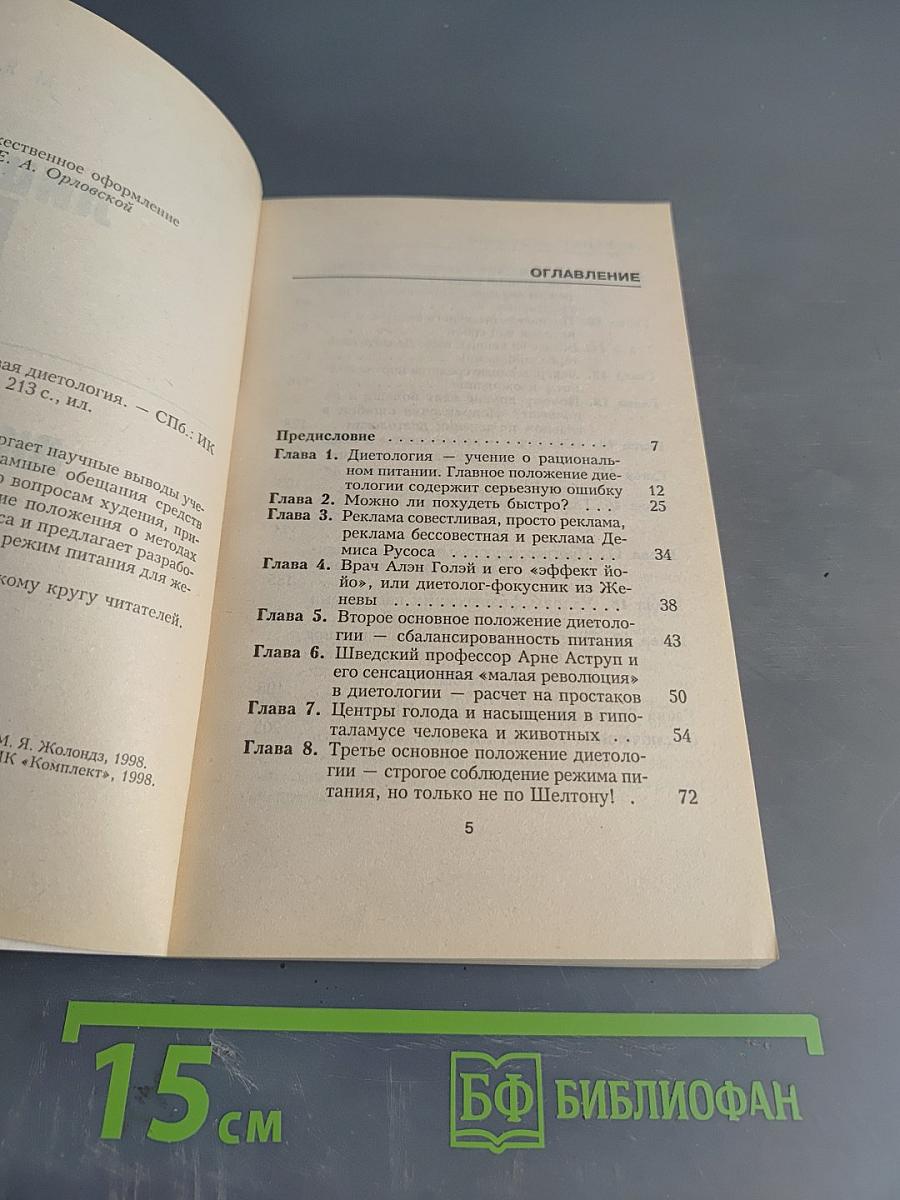 жественное оформление
Е. А. Орловской
вая диетология. — СПб.: ИК
213 с., ил.
ргает научные выводы уче-
амные обещания средств
о вопросам худения, при-
ие положения о методах
са и предлагает разрабо-
режим питания для же-
кому кругу читателей.
М. Я. Жолондз, 1998.
ИК «Комплект», 1998.
ОГЛАВЛЕНИЕ
Предисловие . . . . . . . . . . . . . . . . . . . . 7
Глава 1. Диетология — учение о рациональ-
ном питании. Главное положение дие-
тологии содержит серьезную ошибку 12
Глава 2. Можно ли похудеть быстро? . . . 25
Глава 3. Реклама совестливая, просто реклама,
реклама бессовестная и реклама Де-
миса Русоса . . . . . . . . . . . . . . . 34
Глава 4. Врач Алэн Голэй и его «эффект йо-
йо», или диетолог-фокусник из Же-
невы . . . . . . . . . . . . . . . . . . . . 38
Глава 5. Второе основное положение диетоло-
гии — сбалансированность питания 43
Глава 6. Шведский профессор Арне Аструп и
его сенсационная «малая революция»
в диетологии — расчет на простаков 50
Глава 7. Центры голода и насыщения в гипо-
таламусе человека и животных . . 54
Глава 8. Третье основное положение диетоло-
гии — строгое соблюдение режима пи-
тания, но только не по Шелтону! . 72
5
15 см
БФ БИБЛИОФАН